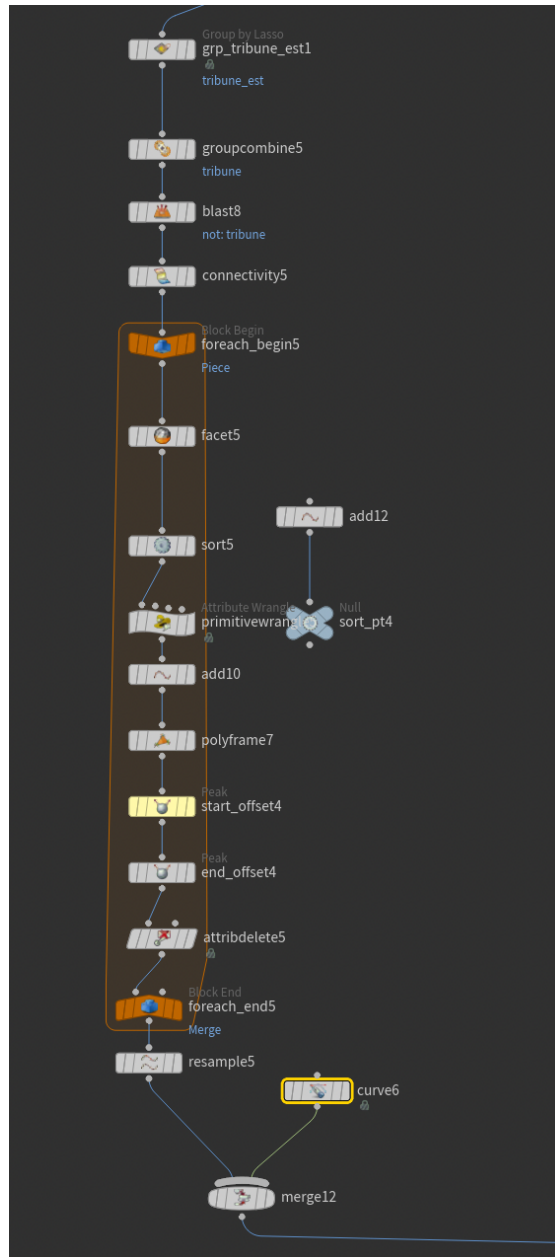 Group by Lasso
grp_tribune_est1
tribune_est
groupcombine5
tribune
blast8
not: tribune
connectivity5
Block Begin
foreach_begin5
Piece
facet5
add12
sort5
Attribute Wrangle
primitivewrang
Null
sort_pt4
add10
polyframe7
Peak
start_offset4
Peak
end_offset4
attribdelete5
Block End
foreach_end5
Merge
resample5
curve6
merge12